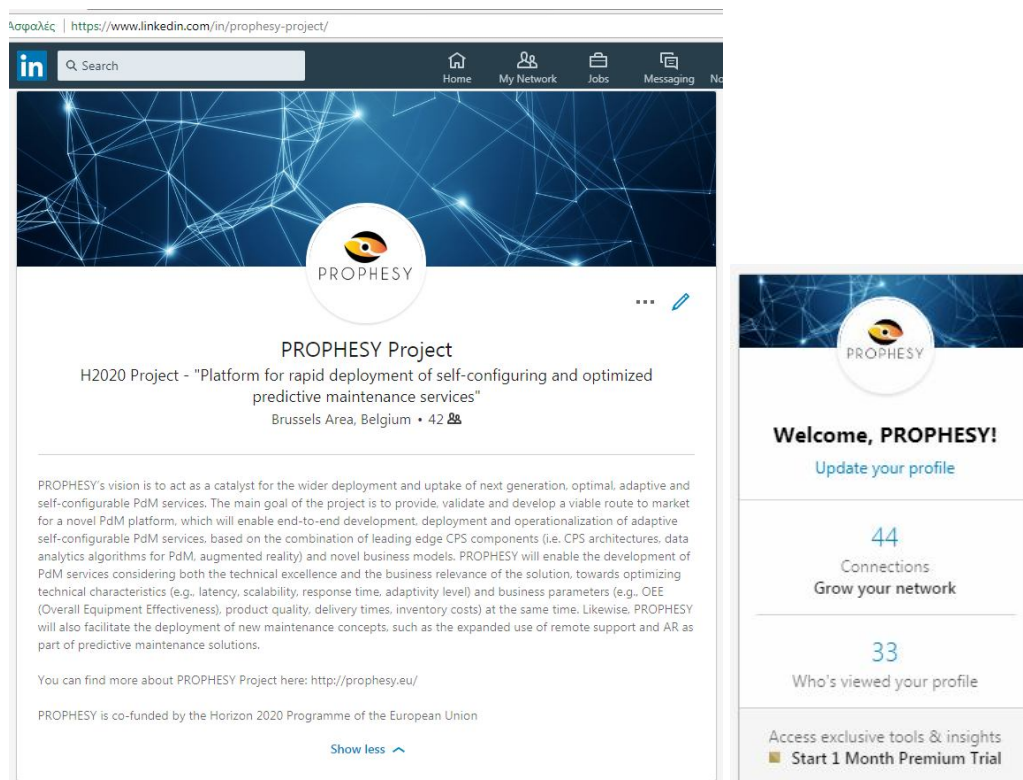 Ασφαλές | https://www.linkedin.com/in/prophesy-project/
in Search
Home My Network Jobs Messaging No
PROPHESY
PROPHESY Project
H2020 Project - "Platform for rapid deployment of self-configuring and optimized
predictive maintenance services"
Brussels Area, Belgium • 42
PROPHESY's vision is to act as a catalyst for the wider deployment and uptake of next generation, optimal, adaptive and
self-configurable PdM services. The main goal of the project is to provide, validate and develop a viable route to market
for a novel PdM platform, which will enable end-to-end development, deployment and operationalization of adaptive
self-configurable PdM services, based on the combination of leading edge CPS components (i.e. CPS architectures, data
analytics algorithms for PdM, augmented reality) and novel business models. PROPHESY will enable the development of
PdM services considering both the technical excellence and the business relevance of the solution, towards optimizing
technical characteristics (e.g., latency, scalability, response time, adaptivity level) and business parameters (e.g., OEE
(Overall Equipment Effectiveness), product quality, delivery times, inventory costs) at the same time. Likewise, PROPHESY
will also facilitate the deployment of new maintenance concepts, such as the expanded use of remote support and AR as
part of predictive maintenance solutions.
You can find more about PROPHESY Project here: http://prophesy.eu/
PROPHESY is co-funded by the Horizon 2020 Programme of the European Union
Show less
PROPHESY
Welcome, PROPHESY!
Update your profile
44
Connections
Grow your network
33
Who's viewed your profile
Access exclusive tools & insights
Start 1 Month Premium Trial